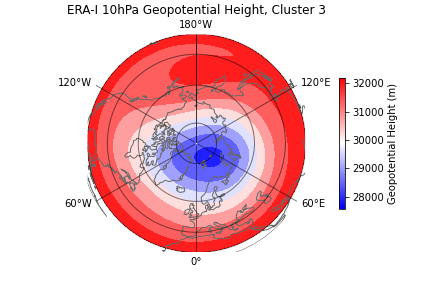 ERA-I 10hPa Geopotential Height, Cluster 3
180°W
120°W
120°E
60°W
60°E
0°
32000
31000
30000
29000
28000
Geopotential Height (m)